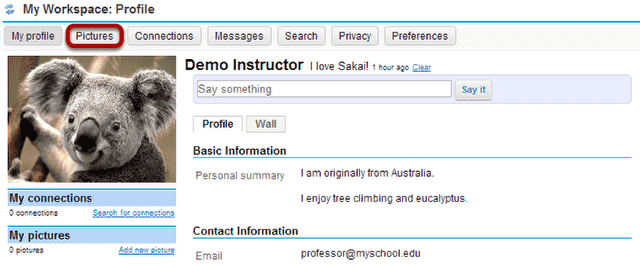 My Workspace: Profile
My profile Pictures Connections Messages Search Privacy Preferences
Demo Instructor I love Sakai! 1 hour ago Clear
Say something Say it
Profile Wall
Basic Information
Personal summary I am originally from Australia.
I enjoy tree climbing and eucalyptus.
My connections
0 connections Search for connections
My pictures
0 pictures Add new picture
Contact Information
Email professor@myschool.edu